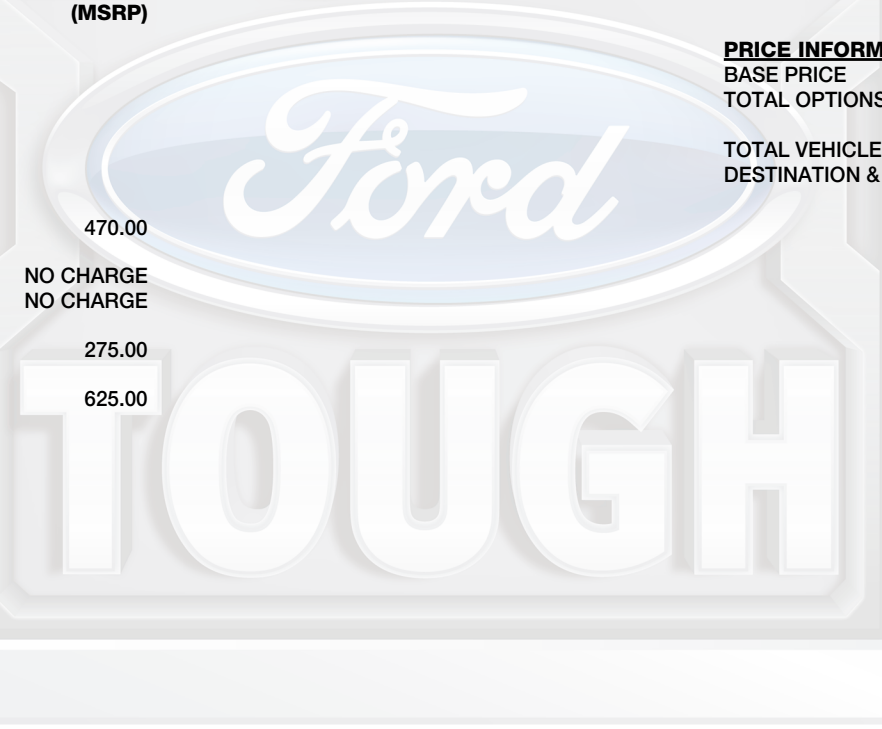 (MSRP)
470.00
NO CHARGE
NO CHARGE
275.00
625.00
PRICE INFORM
BASE PRICE
TOTAL OPTIONS
TOTAL VEHICLE
DESTINATION &
Ford
TOUGH